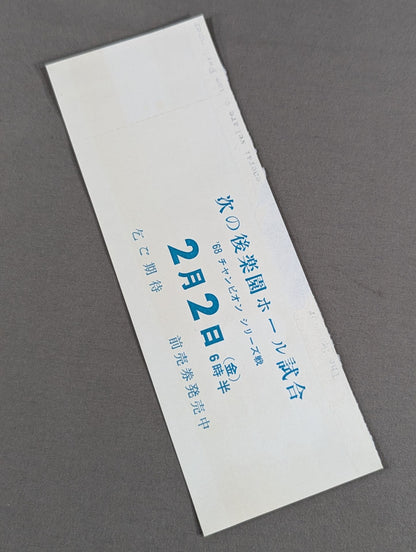 次の後楽園ホール試合
'68 チャンピオン シリーズ戦
2月2日(金)6時半
乞ご期待 前売券発売中